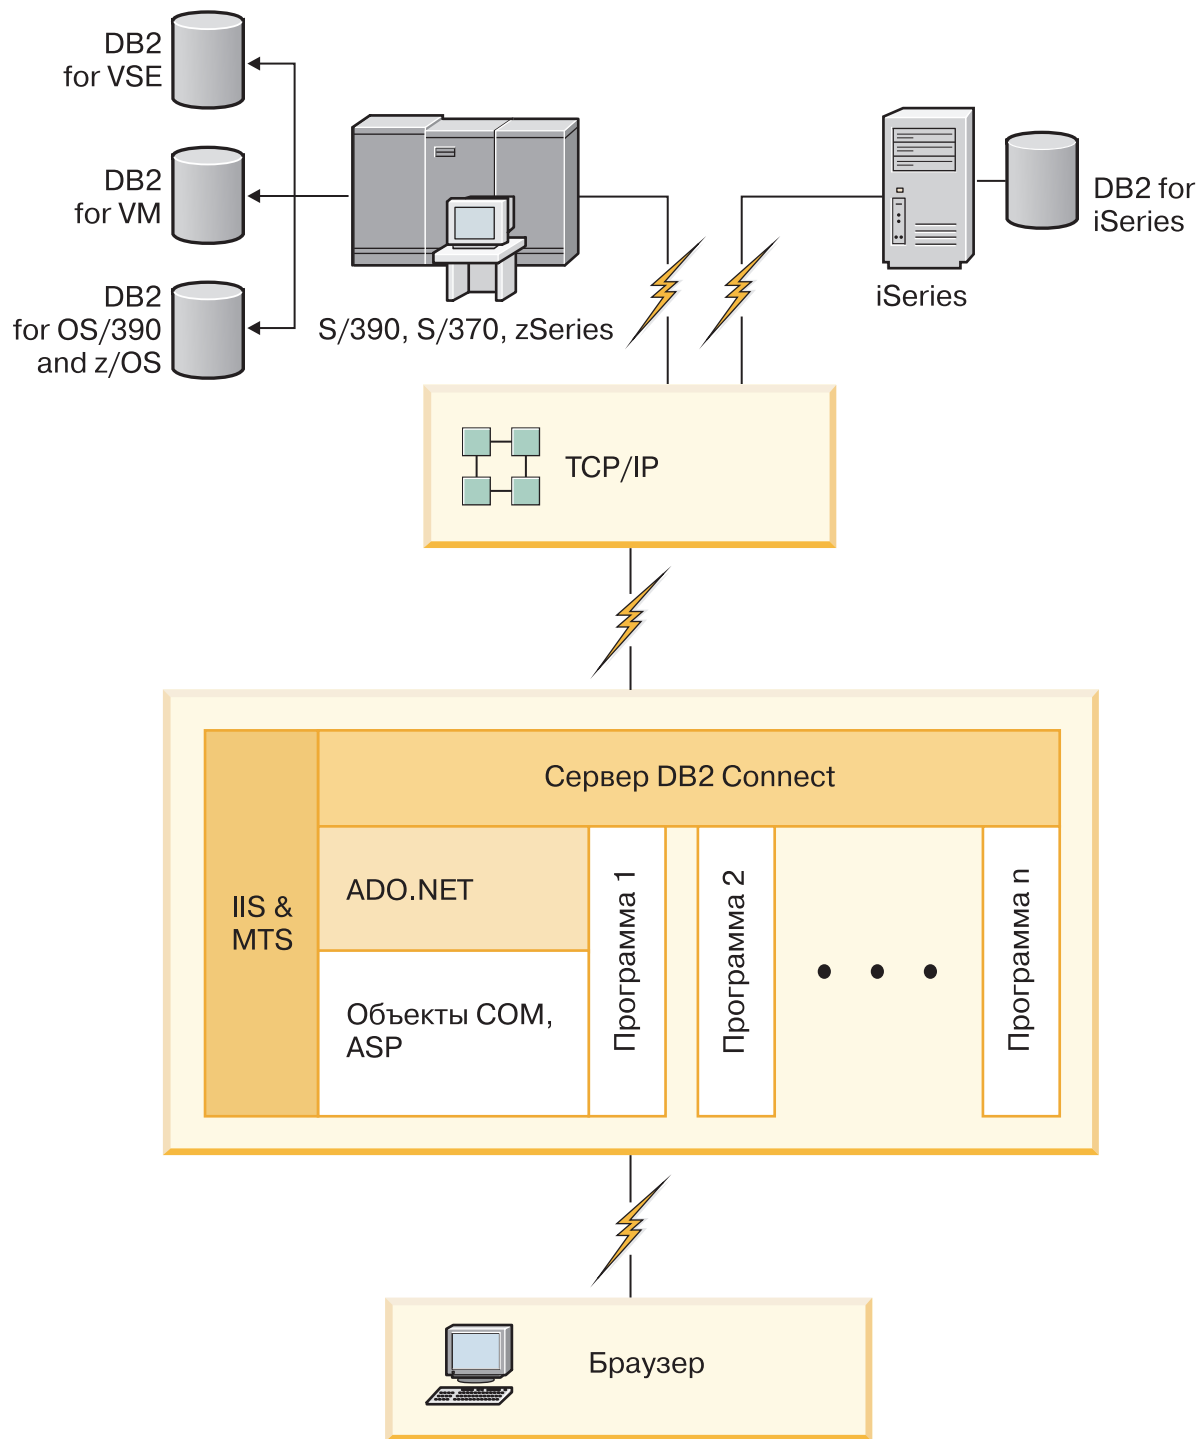 DB2
for VSE
DB2
for VM
DB2
for OS/390
and z/OS
S/390, S/370, zSeries
iSeries
DB2 for
iSeries
TCP/IP
Сервер DB2 Connect
IIS &
MTS
ADO.NET
Объекты COM,
ASP
Программа 1
Программа 2
Программа n
Браузер